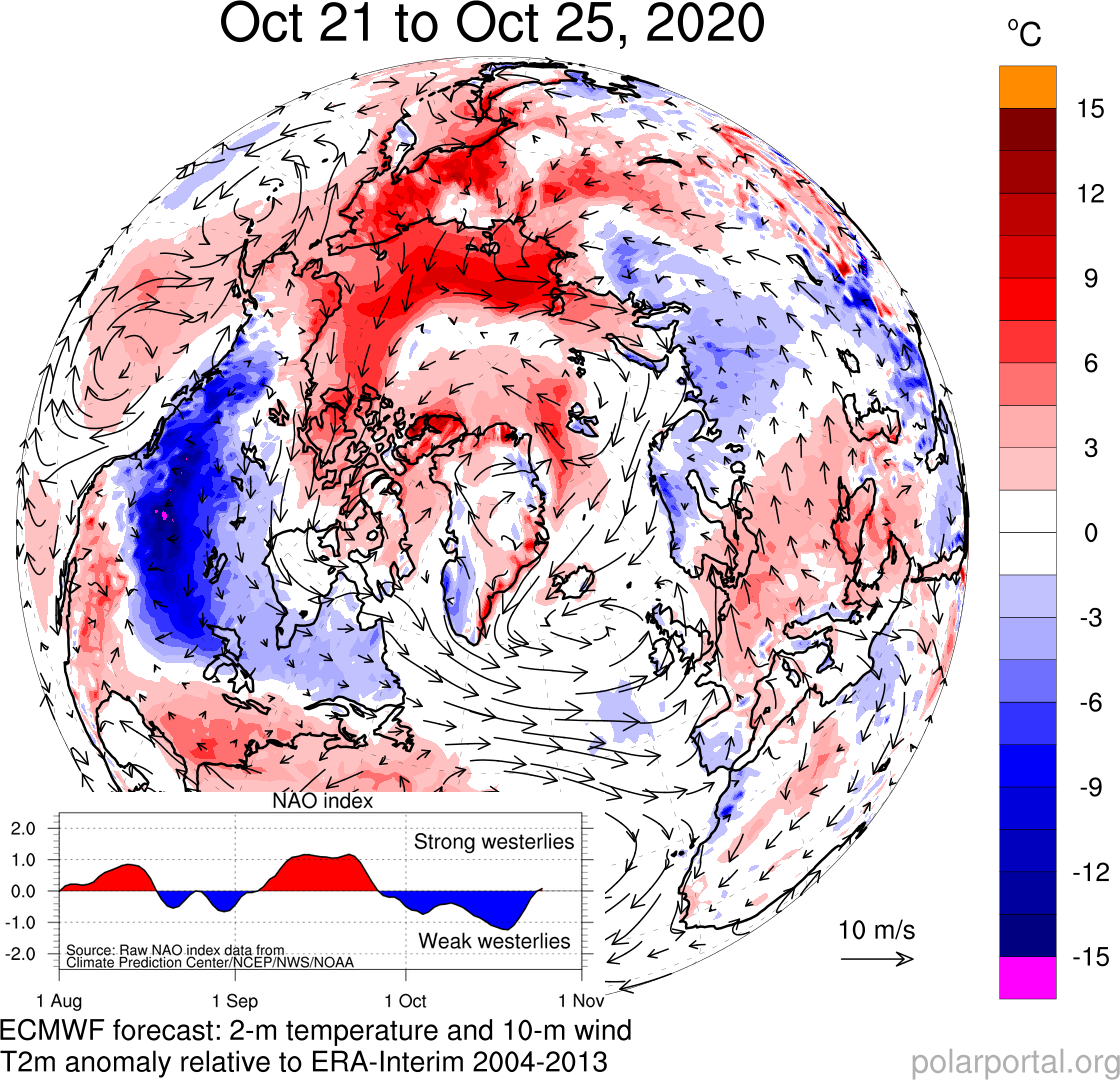 Oct 21 to Oct 25, 2020
°C
15
12
9
6
3
0
-3
-6
-9
-12
-15
10 m/s
NAO index
2.0
1.0
0.0
-1.0
-2.0
Strong westerlies
Weak westerlies
Source: Raw NAO index data from
Climate Prediction Center/NCEP/NWS/NOAA
1 Aug 1 Sep 1 Oct 1 Nov
ECMWF forecast: 2-m temperature and 10-m wind
T2m anomaly relative to ERA-Interim 2004-2013
polarportal.org